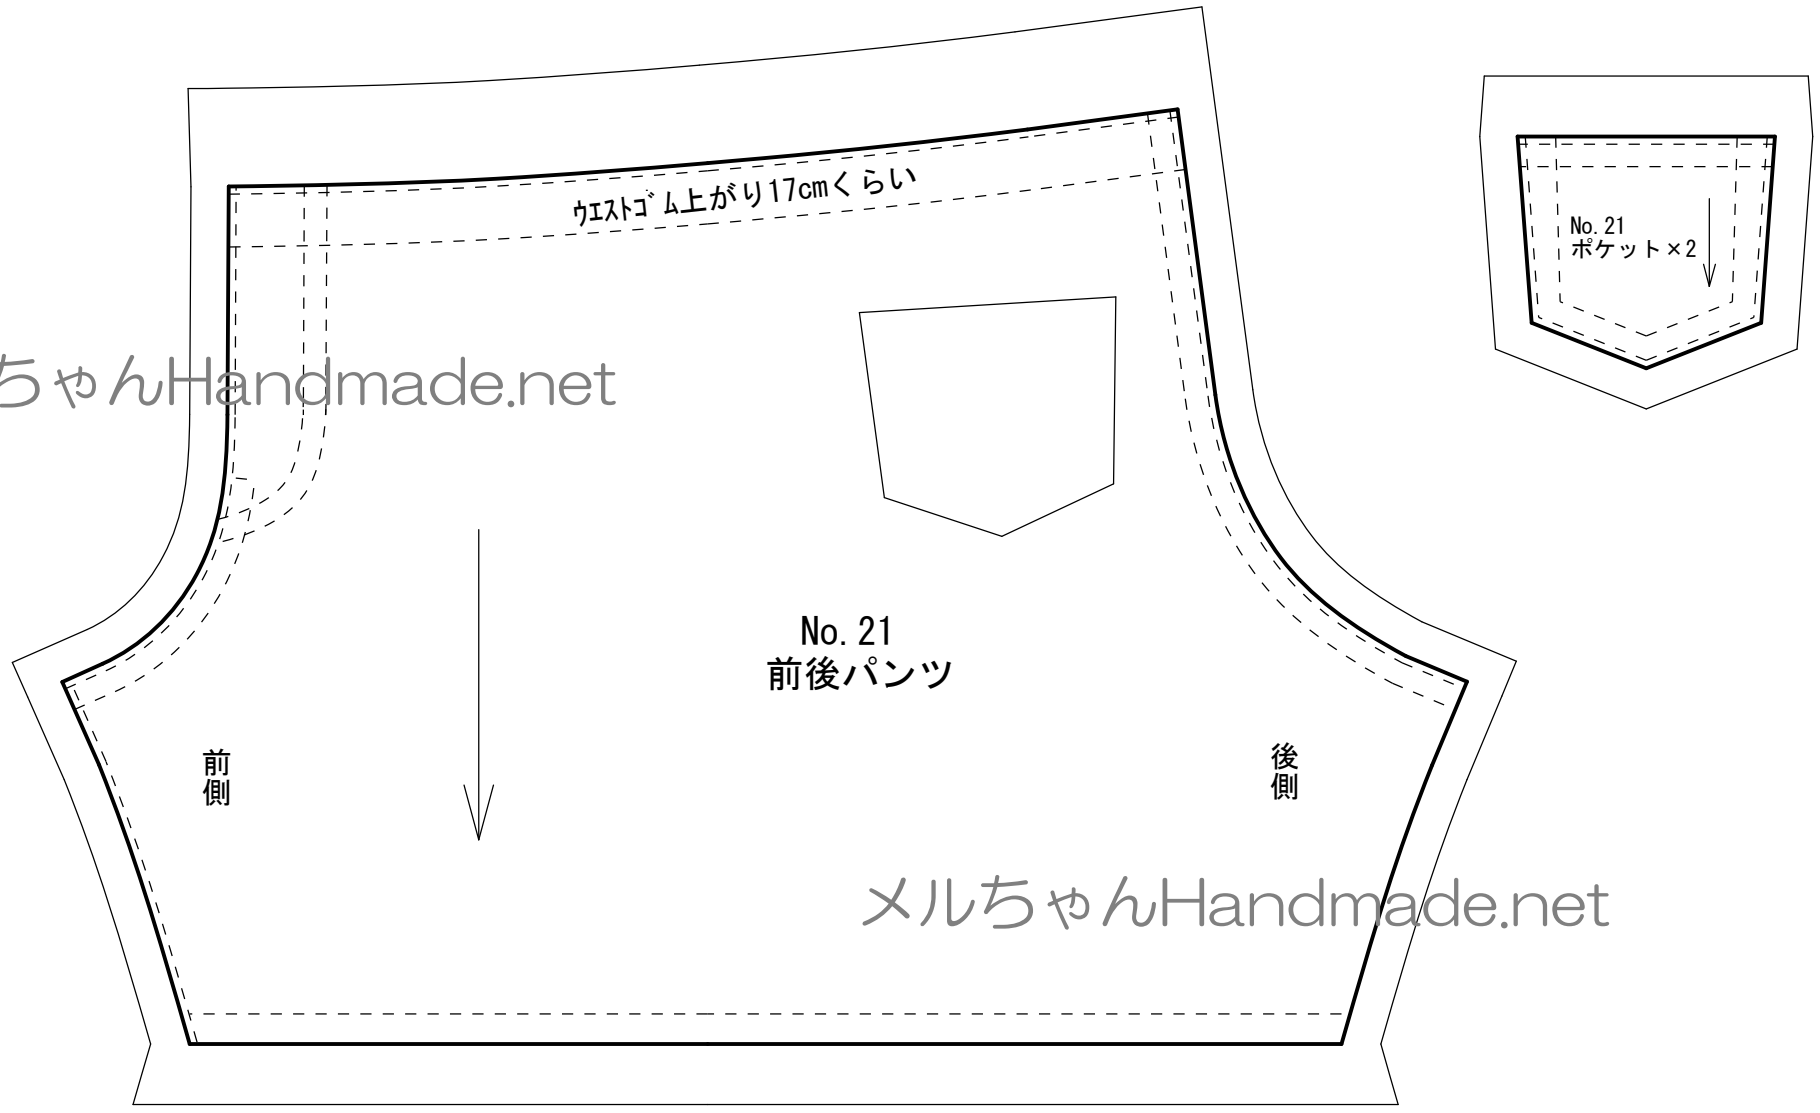 ｳｴｽﾄｺﾞﾑ上がり17cmくらい
No.21
ポケット×2
ちゃんHandmade.net
No.21
前後パンツ
前側
後側
メルちゃんHandmade.net